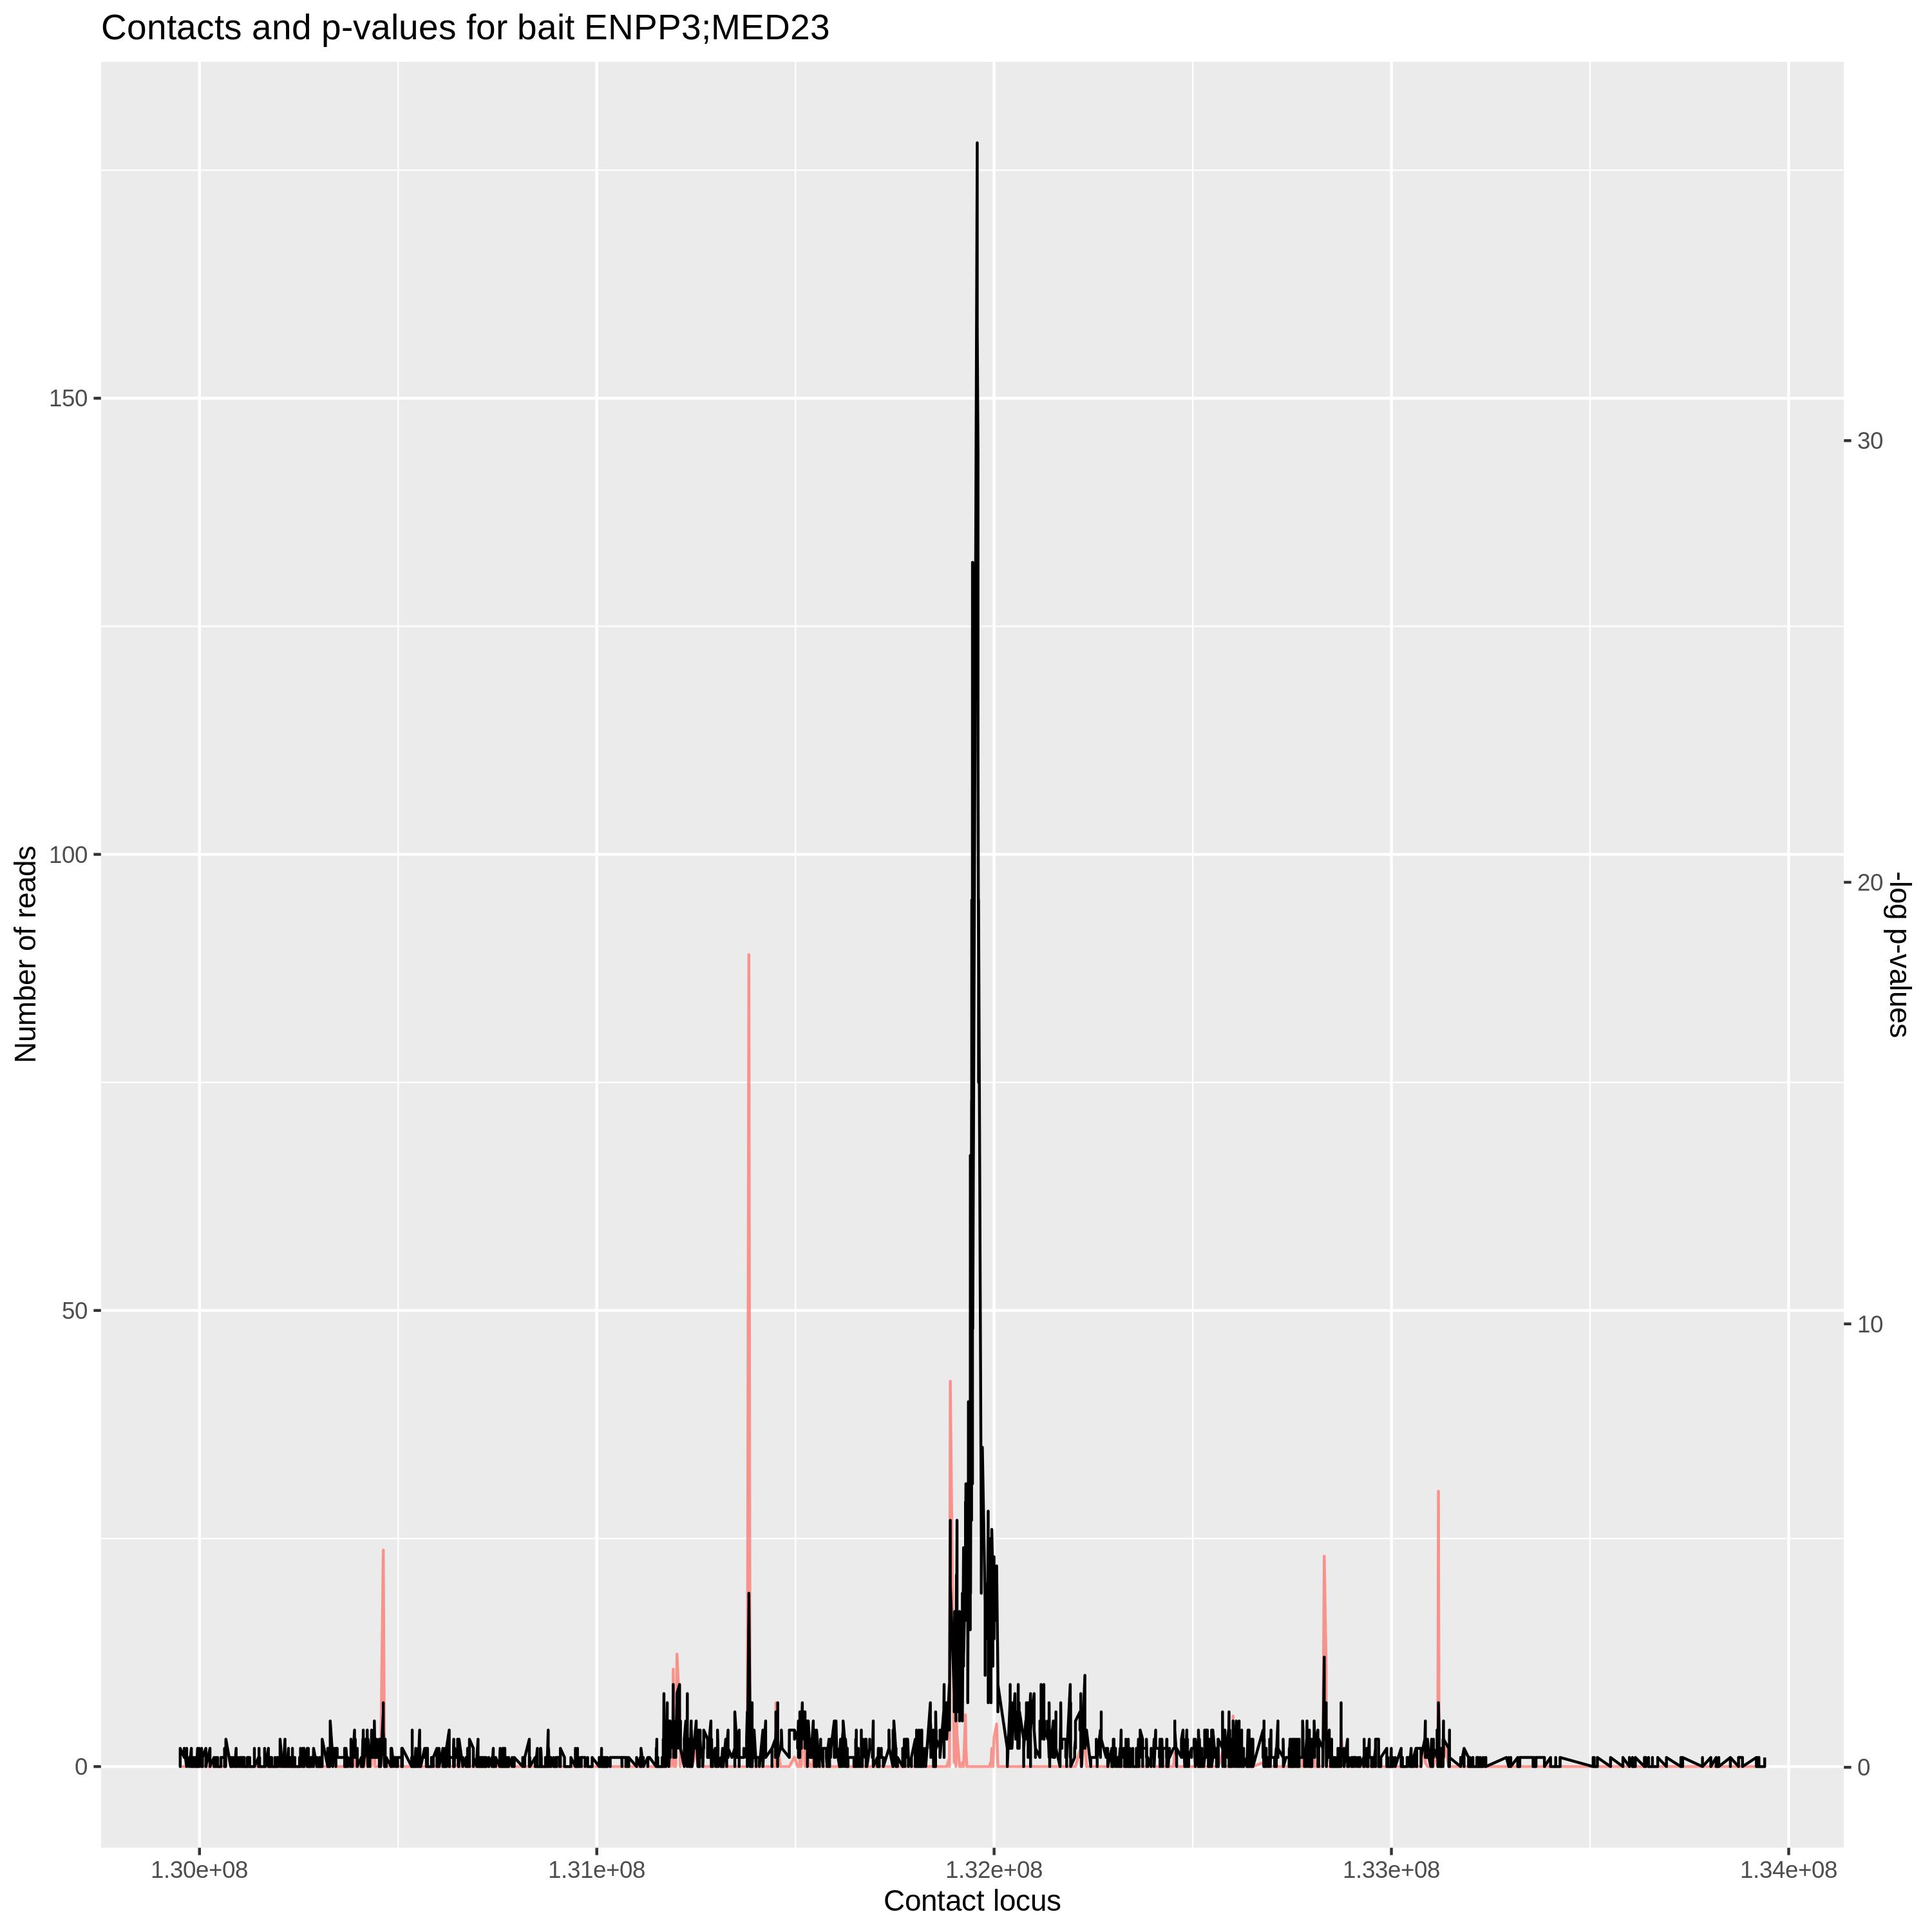 Contacts and p-values for bait ENPP3;MED23
Number of reads
150
100
50
0
30
20
10
0
-log p-values
1.30e+08
1.31e+08
1.32e+08
1.33e+08
1.34e+08
Contact locus